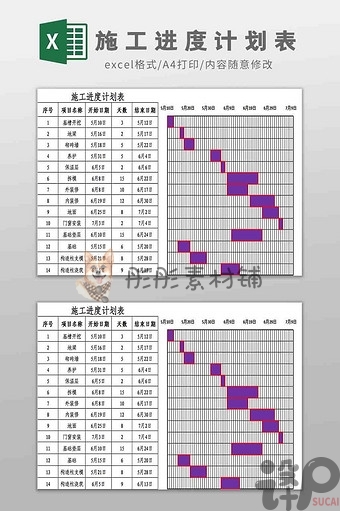 施工进度计划表
excel格式/A4打印/内容随意修改
施工进度计划表
序号 项目名称 开始日期 天数 结束日期 5月10日 5月20日 5月30日 6月9日 6月19日 6月29日 7月9日
1 基槽开挖 5月10日 3 5月12日
2 地梁 5月16日 2 5月17日
3 砌砖墙 5月18日 5 5月22日
4 养护 5月31日 5 6月4日
5 保温层 6月5日 2 6月6日
6 拆模 6月8日 15 6月22日
7 外装修 6月8日 10 6月17日
8 内装修 6月19日 12 6月30日
9 地面 6月25日 8 7月2日
10 门窗安装 7月3日 2 7月4日
11 基础垫层 6月10日 15 6月24日
12 基础 5月15日 6 5月20日
13 构造柱支模 5月21日 8 5月28日
14 构造柱浇筑 6月5日 9 6月13日
彤彤素材铺
施工进度计划表
序号 项目名称 开始日期 天数 结束日期 5月10日 5月20日 5月30日 6月9日 6月19日 6月29日 7月9日
1 基槽开挖 5月10日 3 5月12日
2 地梁 5月16日 2 5月17日
3 砌砖墙 5月18日 5 5月22日
4 养护 5月31日 5 6月4日
5 保温层 6月5日 2 6月6日
6 拆模 6月8日 15 6月22日
7 外装修 6月8日 10 6月17日
8 内装修 6月19日 12 6月30日
9 地面 6月25日 8 7月2日
10 门窗安装 7月3日 2 7月4日
11 基础垫层 6月10日 15 6月24日
12 基础 5月15日 6 5月20日
13 构造柱支模 5月21日 8 5月28日
14 构造柱浇筑 6月5日 9 6月13日
SUCAI